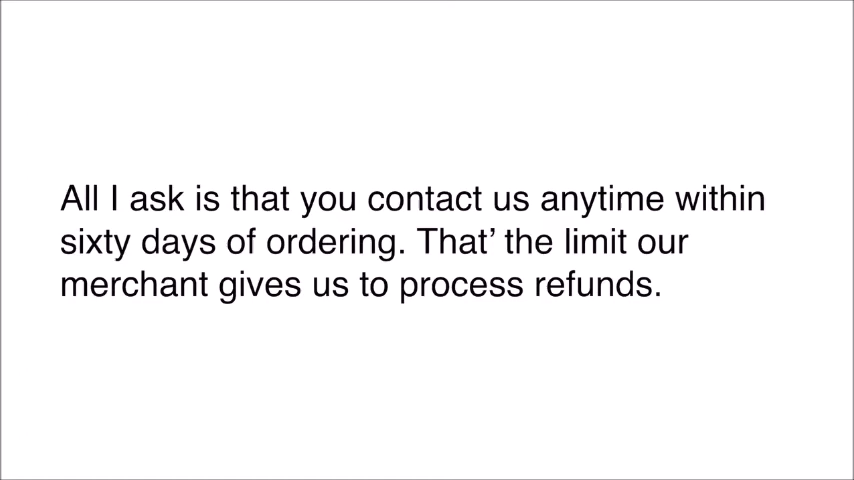 All I ask is that you contact us anytime within
sixty days of ordering. That’ the limit our
merchant gives us to process refunds.